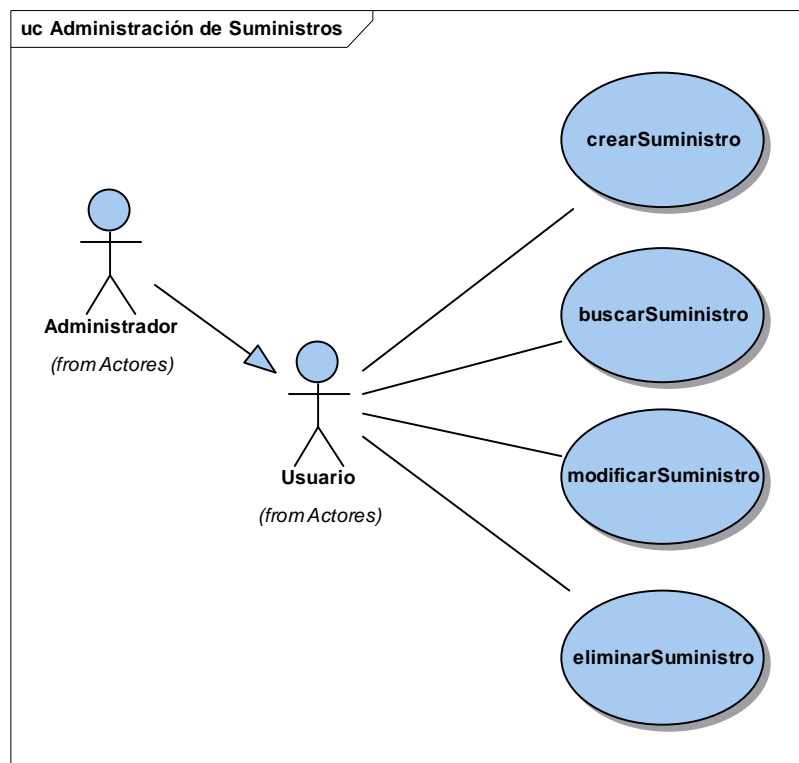 uc Administración de Suministros
crearSuministro
buscarSuministro
Administrador
(from Actores)
modificarSuministro
Usuario
(from Actores)
eliminarSuministro